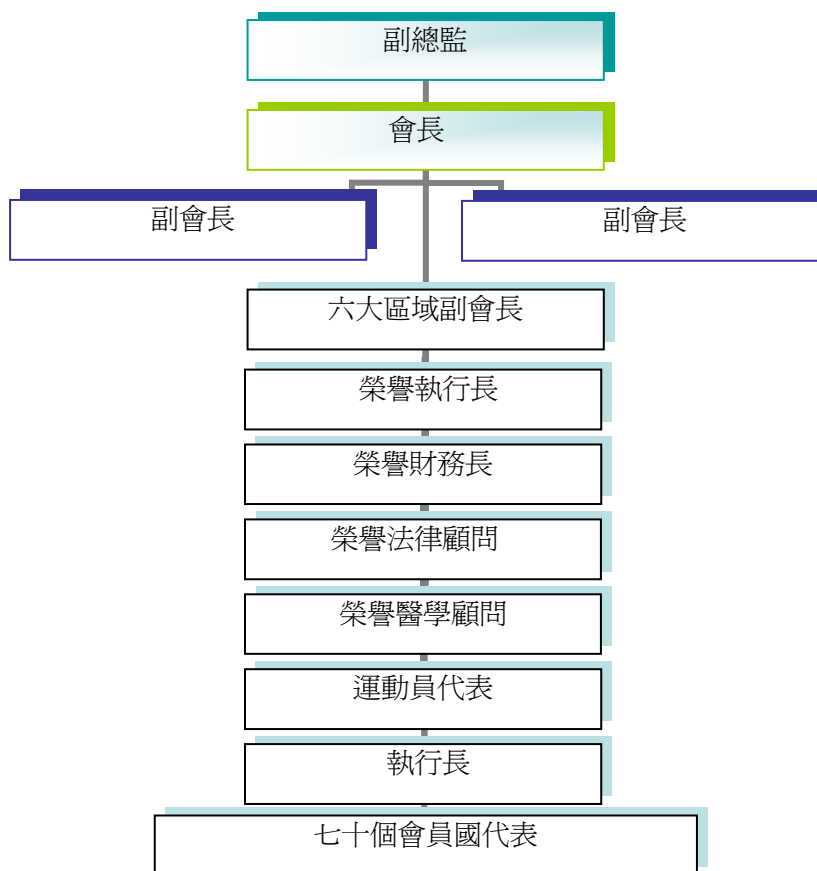 副總監
會長
副會長
副會長
六大區域副會長
榮譽執行長
榮譽財務長
榮譽法律顧問
榮譽醫學顧問
運動員代表
執行長
七十個會員國代表